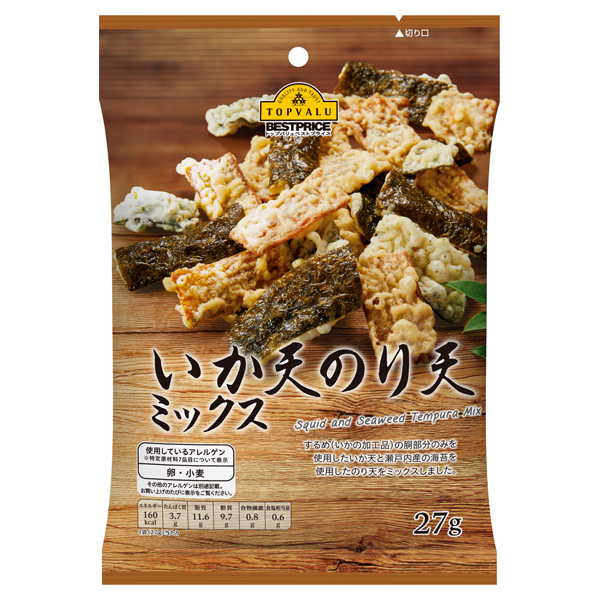 ▲切り口
QUALITY AND TRUST
TOPVALU
BESTPRICE
トップバリュベストプライス
いか天のり天
ミックス
Squid and Seaweed Tempura Mix
するめ（いかの加工品）の胴部分のみを
使用したいか天と瀬戸内産の海苔を
使用したのり天をミックスしました。
使用しているアレルゲン
※特定原材料7品目について表示
卵・小麦
その他のアレルゲンは別途記載。
お買い上げのたびに表示をご覧ください。
エネルギー たんぱく質 脂質 糖質 食物繊維 食塩相当量
160 kcal 3.7 g 11.6 g 9.7 g 0.8 g 0.6 g
1袋(27g)当たり
27g